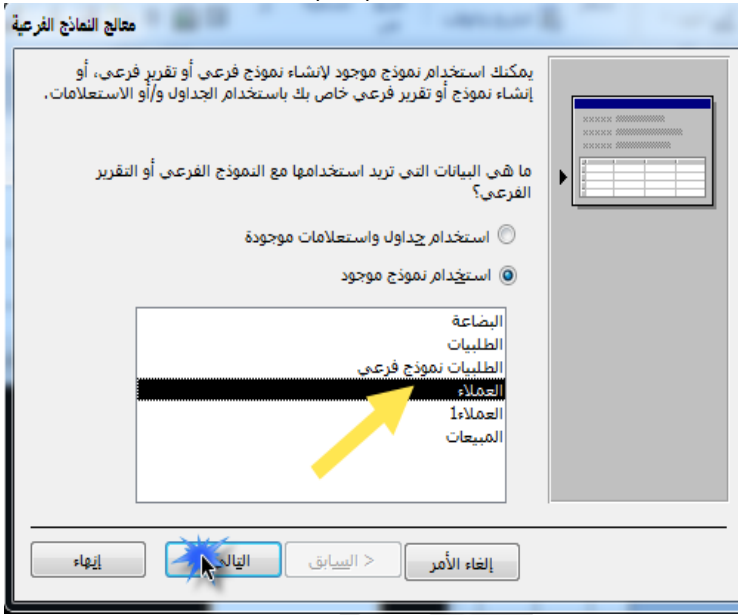 معالج النماذج الفرعية
يمكنك استخدام نموذج موجود لإنشاء نموذج فرعي أو تقرير فرعي، أو
إنشاء نموذج أو تقرير فرعي خاص بك باستخدام الجداول و/أو الاستعلامات.
ما هي البيانات التي تريد استخدامها مع النموذج الفرعي أو التقرير
الفرعي؟
استخدام جداول واستعلامات موجودة
استخدام نموذج موجود
البضاعة
الطلبيات
الطلبيات نموذج فرعي
العملاء
العملاء1
المبيعات
إلغاء الأمر
< السابق
التالي
إنهاء